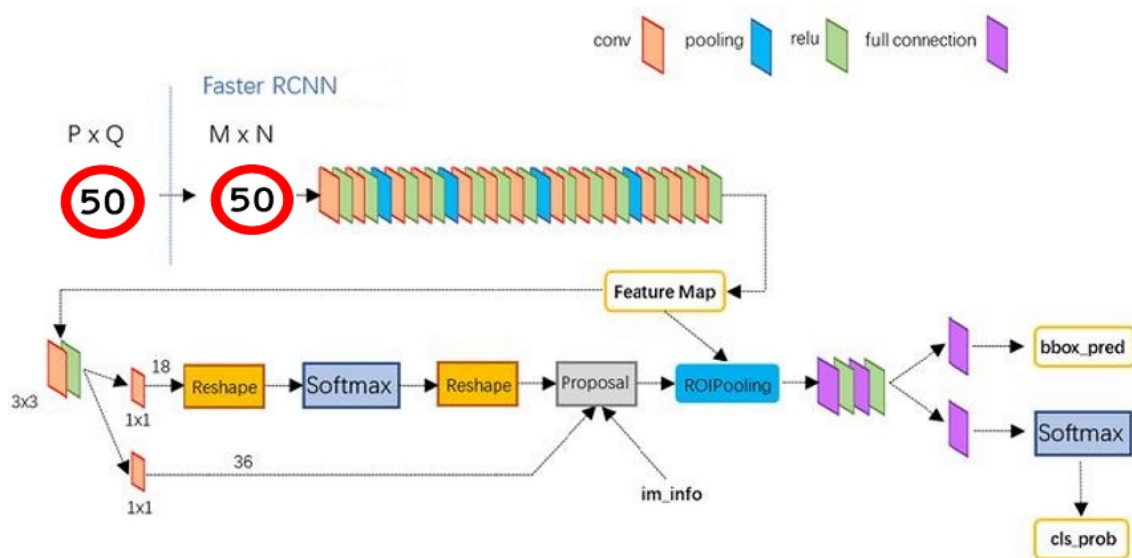 conv pooling relu full connection
Faster RCNN
P x Q M x N
50 50
Feature Map
18
3x3 1x1 Reshape Softmax Reshape Proposal ROIPooling bbox_pred
Softmax
36
1x1 im_info
cls_prob